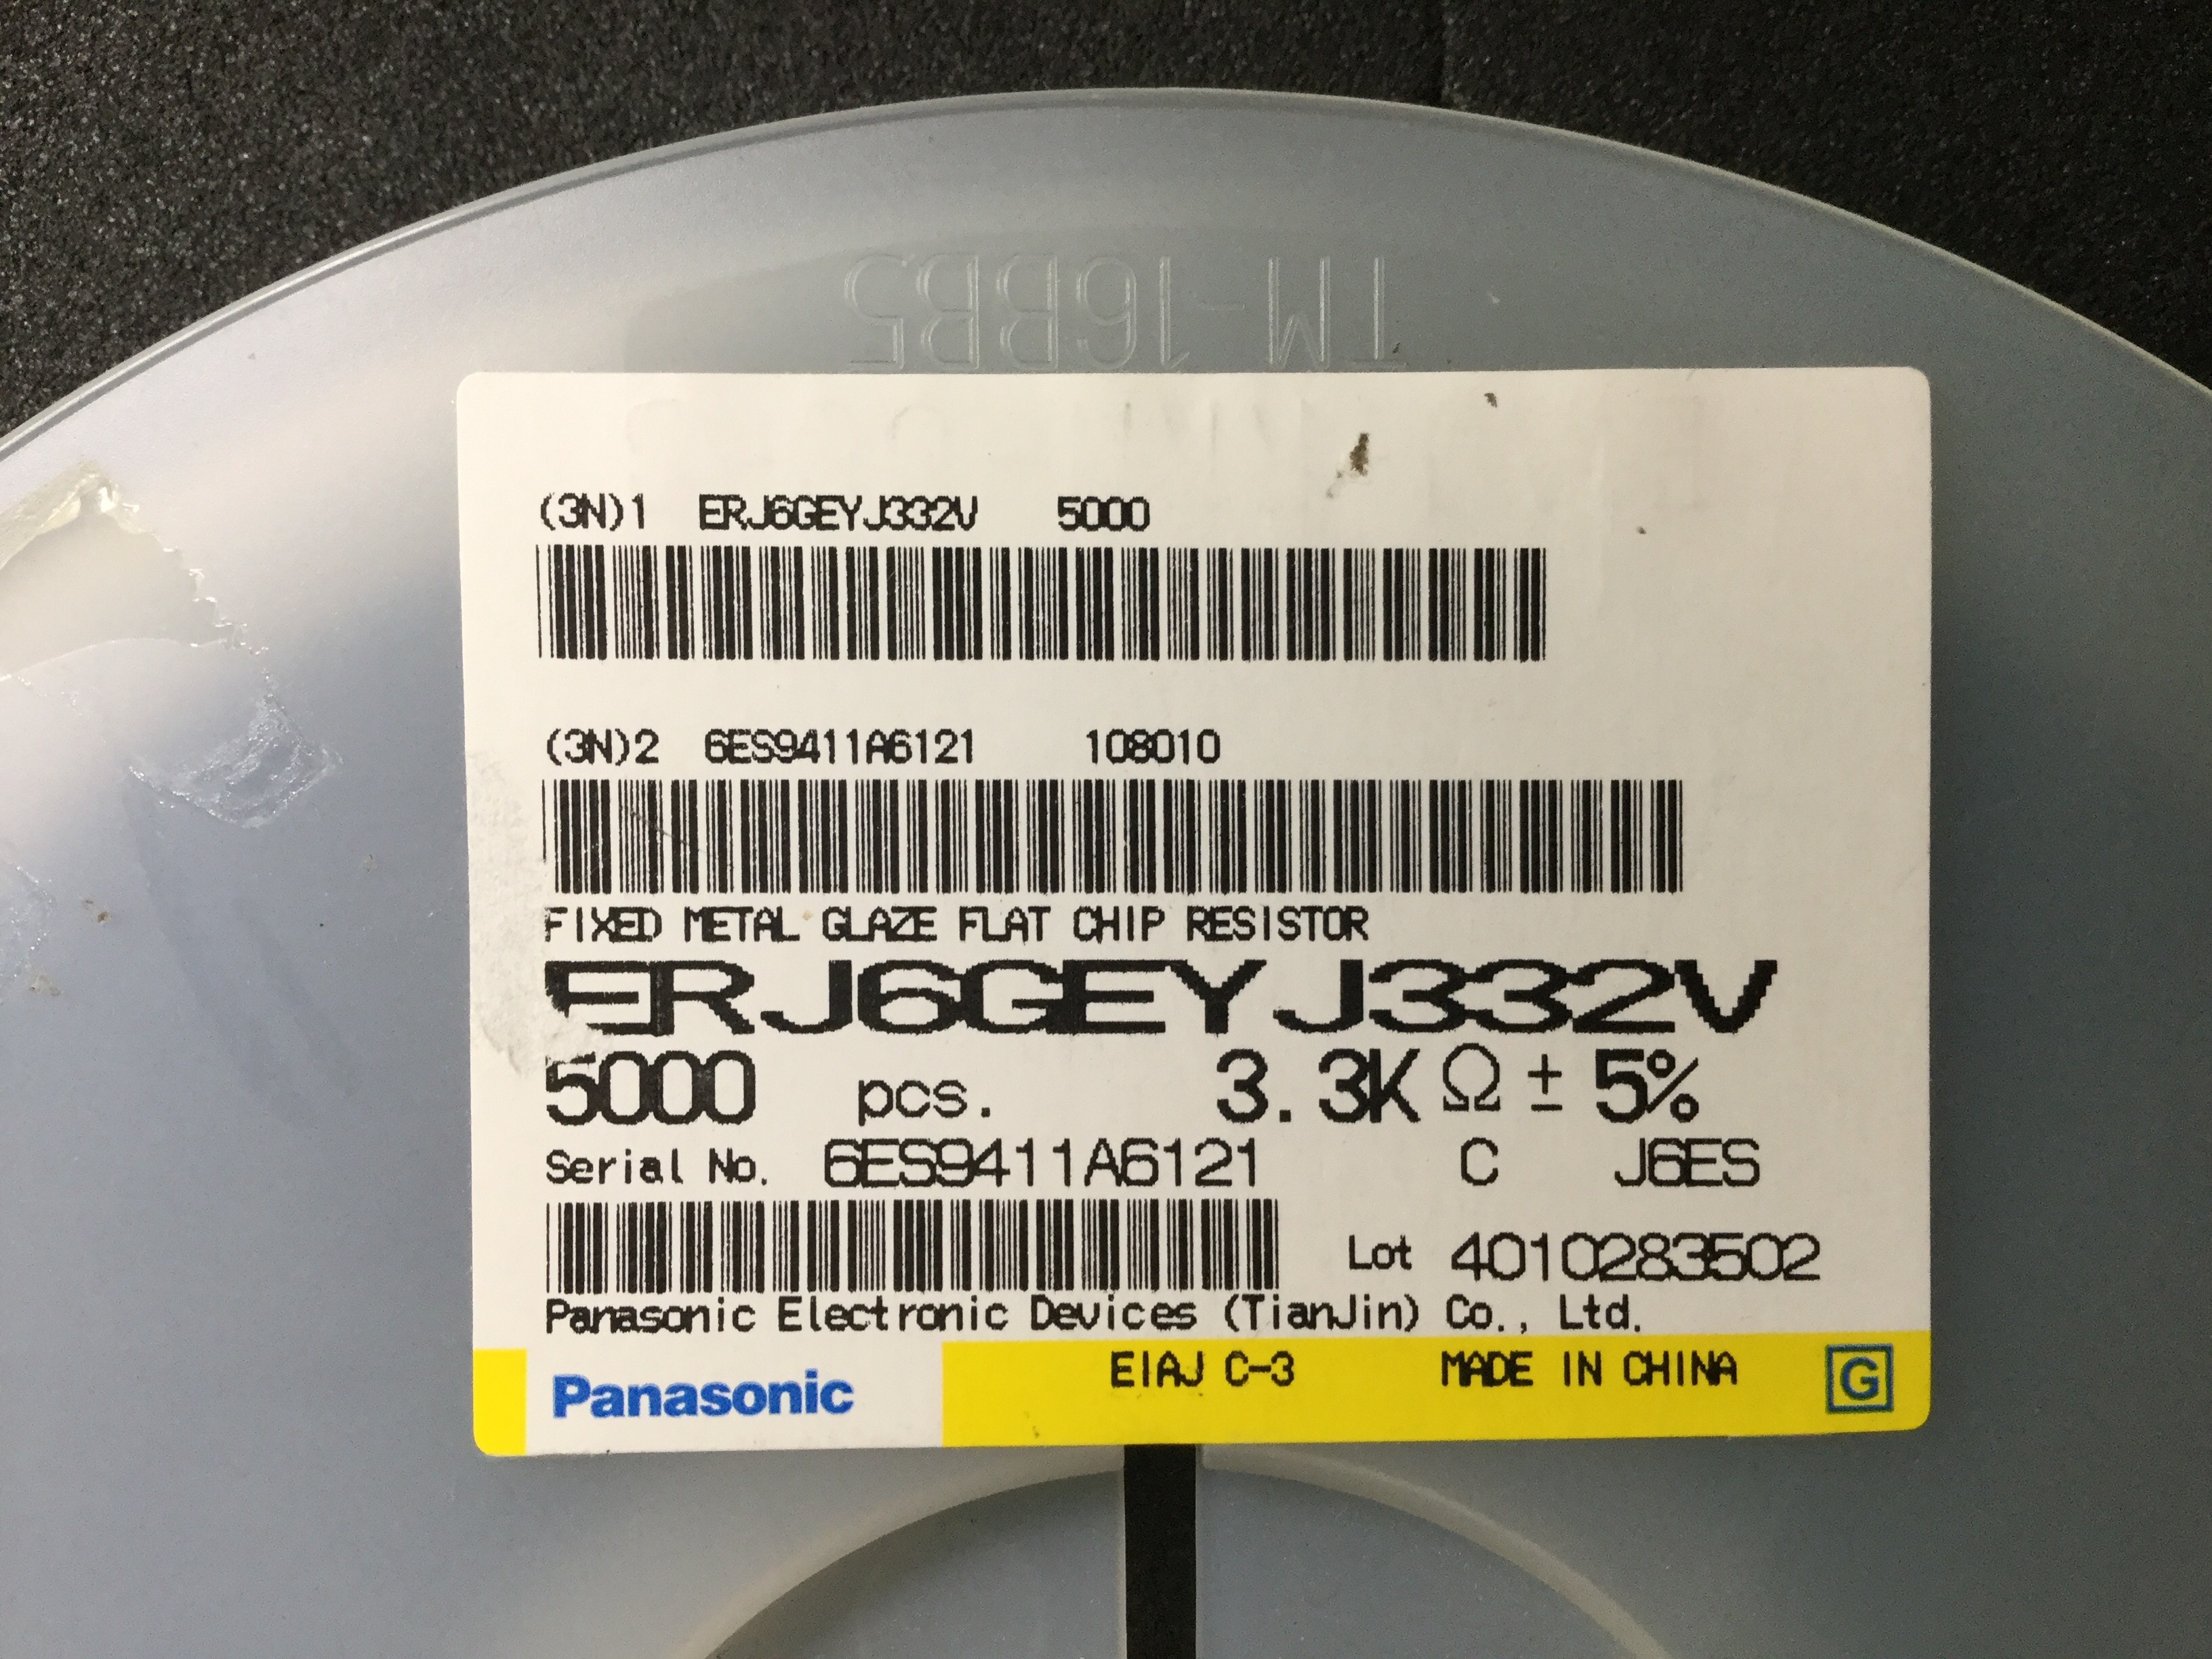 TM-16BB5
(3N)1 ERJ6GEYJ332V 5000
(3N)2 6ES9411A6121 108010
FIXED METAL GLAZE FLAT CHIP RESISTOR
ERJ6GEYJ332V
5000 pcs. 3.3KΩ ± 5%
Serial No. 6ES9411A6121 C J6ES
Lot 4010283502
Panasonic Electronic Devices (TianJin) Co., Ltd.
Panasonic EIAJ C-3 MADE IN CHINA G